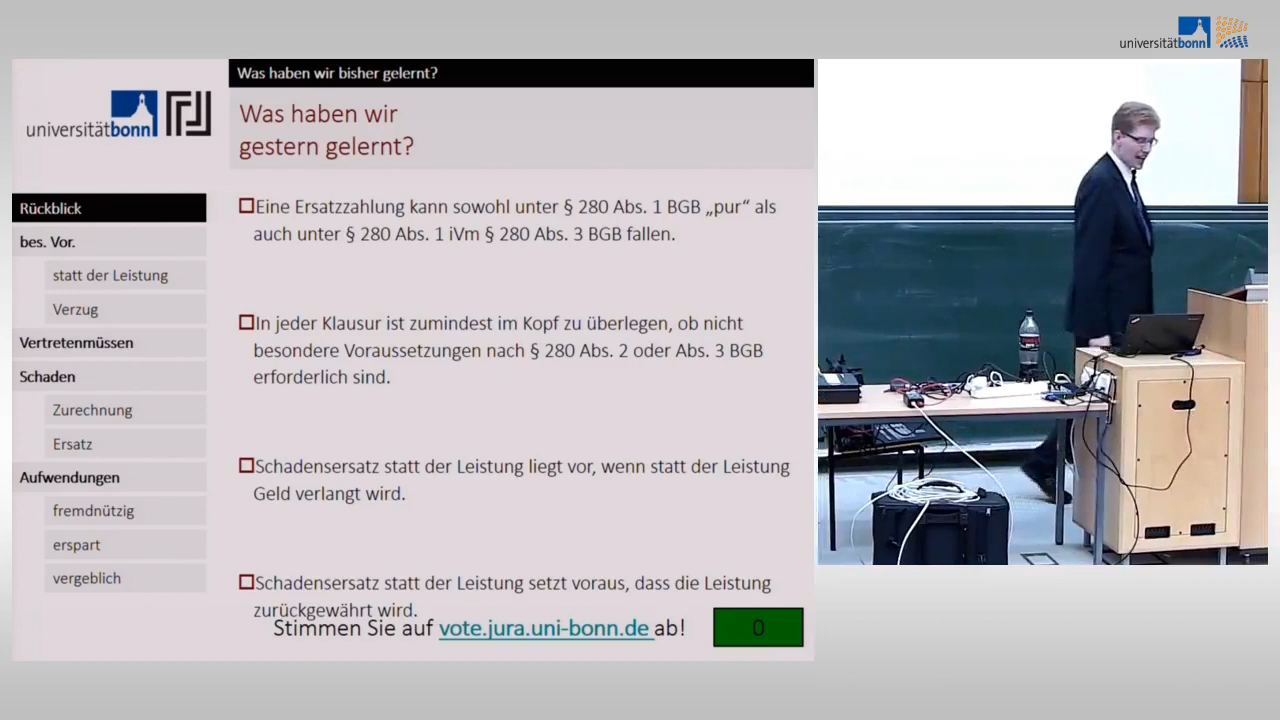 universitätbonn
Was haben wir bisher gelernt?
universitätbonn
Was haben wir
gestern gelernt?
Rückblick
bes. Vor.
statt der Leistung
Verzug
Vertretenmüssen
Schaden
Zurechnung
Ersatz
Aufwendungen
fremdnützig
erspart
vergeblich
Eine Ersatzzahlung kann sowohl unter § 280 Abs. 1 BGB „pur“ als
auch unter § 280 Abs. 1 iVm § 280 Abs. 3 BGB fallen.
In jeder Klausur ist zumindest im Kopf zu überlegen, ob nicht
besondere Voraussetzungen nach § 280 Abs. 2 oder Abs. 3 BGB
erforderlich sind.
Schadensersatz statt der Leistung liegt vor, wenn statt der Leistung
Geld verlangt wird.
Schadensersatz statt der Leistung setzt voraus, dass die Leistung
zurückgewährt wird.
Stimmen Sie auf vote.jura.uni-bonn.de ab!
0